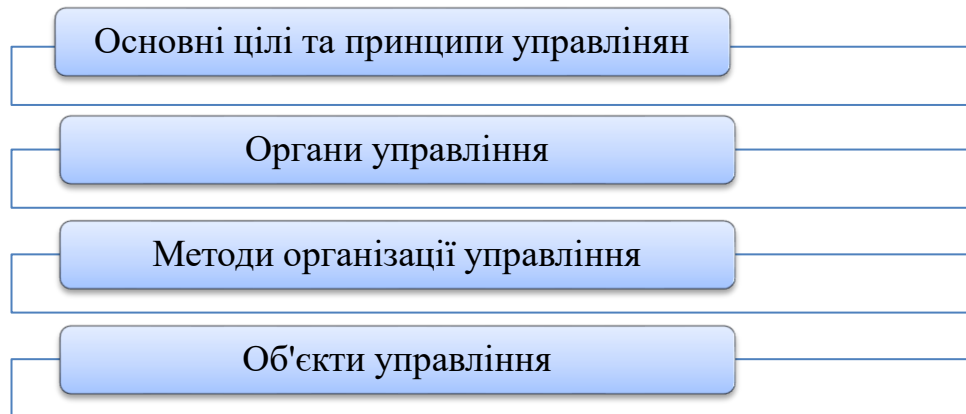 Основні цілі та принципи управлінян
Органи управління
Методи організації управління
Об'єкти управління